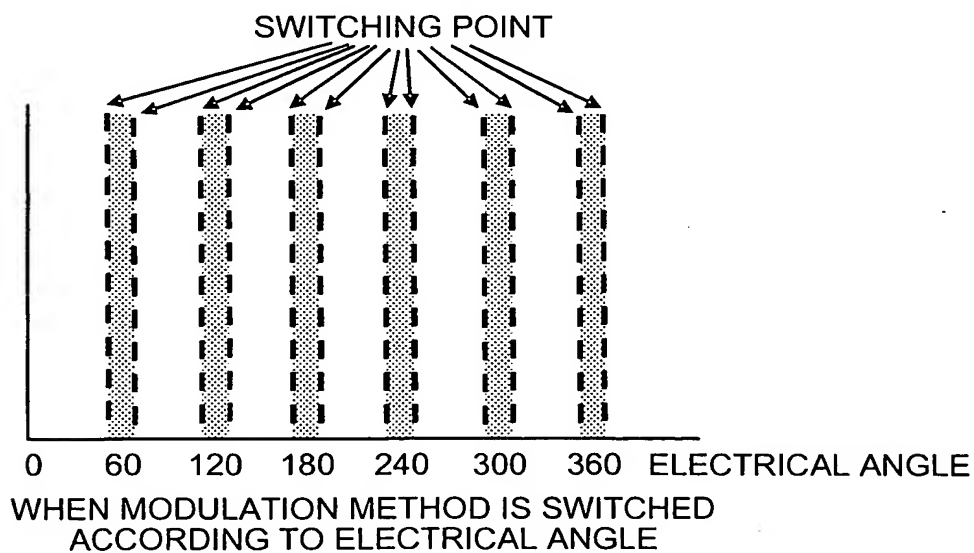 SWITCHING POINT
0 60 120 180 240 300 360 ELECTRICAL ANGLE
WHEN MODULATION METHOD IS SWITCHED
ACCORDING TO ELECTRICAL ANGLE